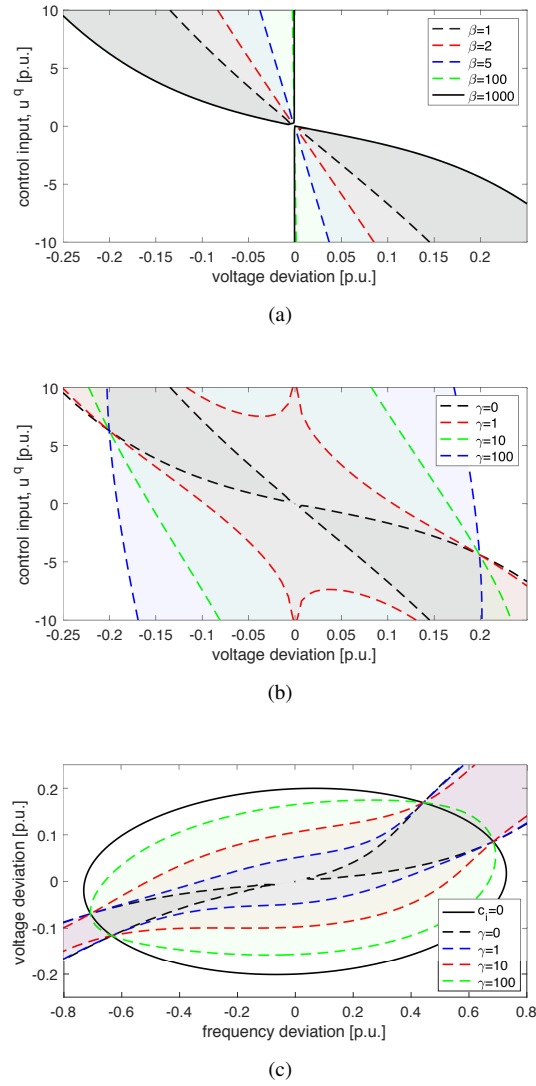 10
5
0
-5
-10
control input, u^q [p.u.]
β=1
β=2
β=5
β=100
β=1000
-0.2 -0.15 -0.1 -0.05 0 0.05 0.1 0.15 0.2
voltage deviation [p.u.]
(a)
10
5
0
-5
-10
control input, u^q [p.u.]
γ=0
γ=1
γ=10
γ=100
-0.25 -0.2 -0.15 -0.1 -0.05 0 0.05 0.1 0.15 0.2 0.25
voltage deviation [p.u.]
(b)
0.2
0.1
0
-0.1
-0.2
voltage deviation [p.u.]
c_i=0
γ=0
γ=1
γ=10
γ=100
-0.8 -0.6 -0.4 -0.2 0 0.2 0.4 0.6 0.8
frequency deviation [p.u.]
(c)